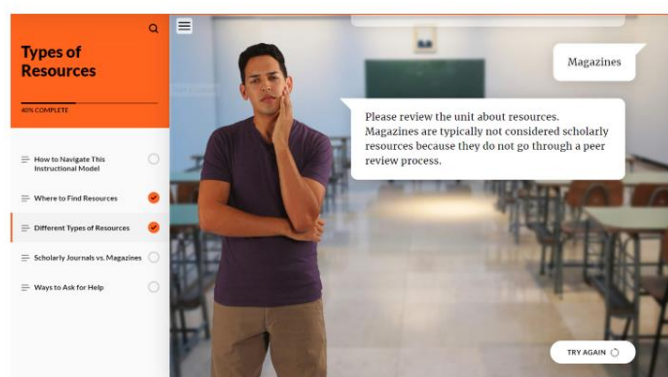 Types of
Resources
40% COMPLETE
How to Navigate This
Instructional Model
Where to Find Resources
Different Types of Resources
Scholarly Journals vs. Magazines
Ways to Ask for Help
Magazines
Please review the unit about resources.
Magazines are typically not considered scholarly
resources because they do not go through a peer
review process.
TRY AGAIN